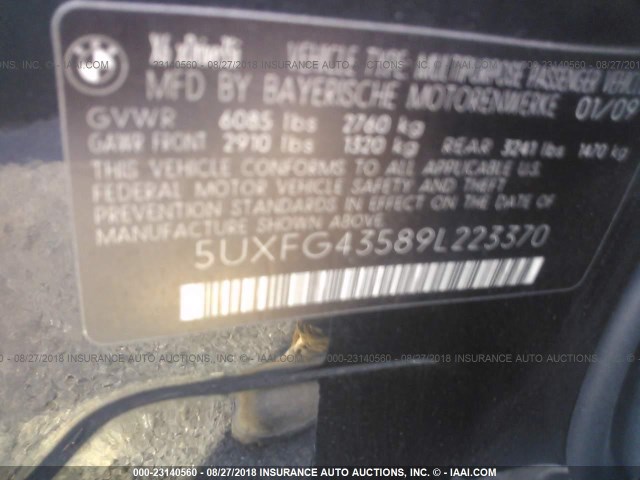 BMW
X6 xDrive35i VEHICLE TYPE MULTIPURPOSE PASSENGER VEHIC
MFD BY BAYERISCHE MOTORENWERKE 01/09
GVWR 6085 lbs 2760 kg
GAWR FRONT 2910 lbs 1320 kg REAR 3241 lbs 1470 kg
THIS VEHICLE CONFORMS TO ALL APPLICABLE U.S.
FEDERAL MOTOR VEHICLE SAFETY AND THEFT
PREVENTION STANDARDS IN EFFECT ON THE DATE OF
MANUFACTURE SHOWN ABOVE.
5UXFG43589L223370
000-23140560 - 08/27/2018 INSURANCE AUTO AUCTIONS - © - IAAI.COM